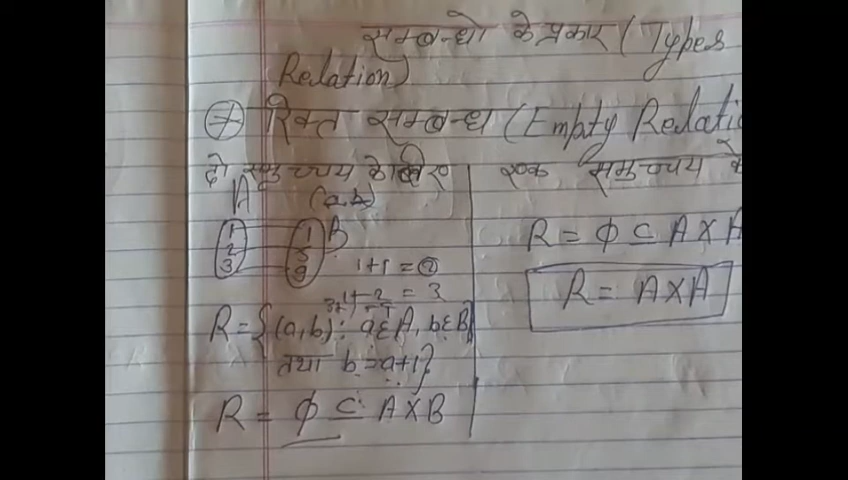 सम्बन्धो के प्रकार (Types
Relation)
→ रिक्त सम्बन्ध (Empty Relatio
दो समुच्चय के लिए
A (a,b)
B
1 1
2 5
3 9
1+1 = 2
1+2 = 3
R = {(a,b): a∈A, b∈B
तथा b = a+1}
R = ϕ ⊆ A×B
एक समुच्चय के
R = ϕ ⊆ A×A
R = A×A